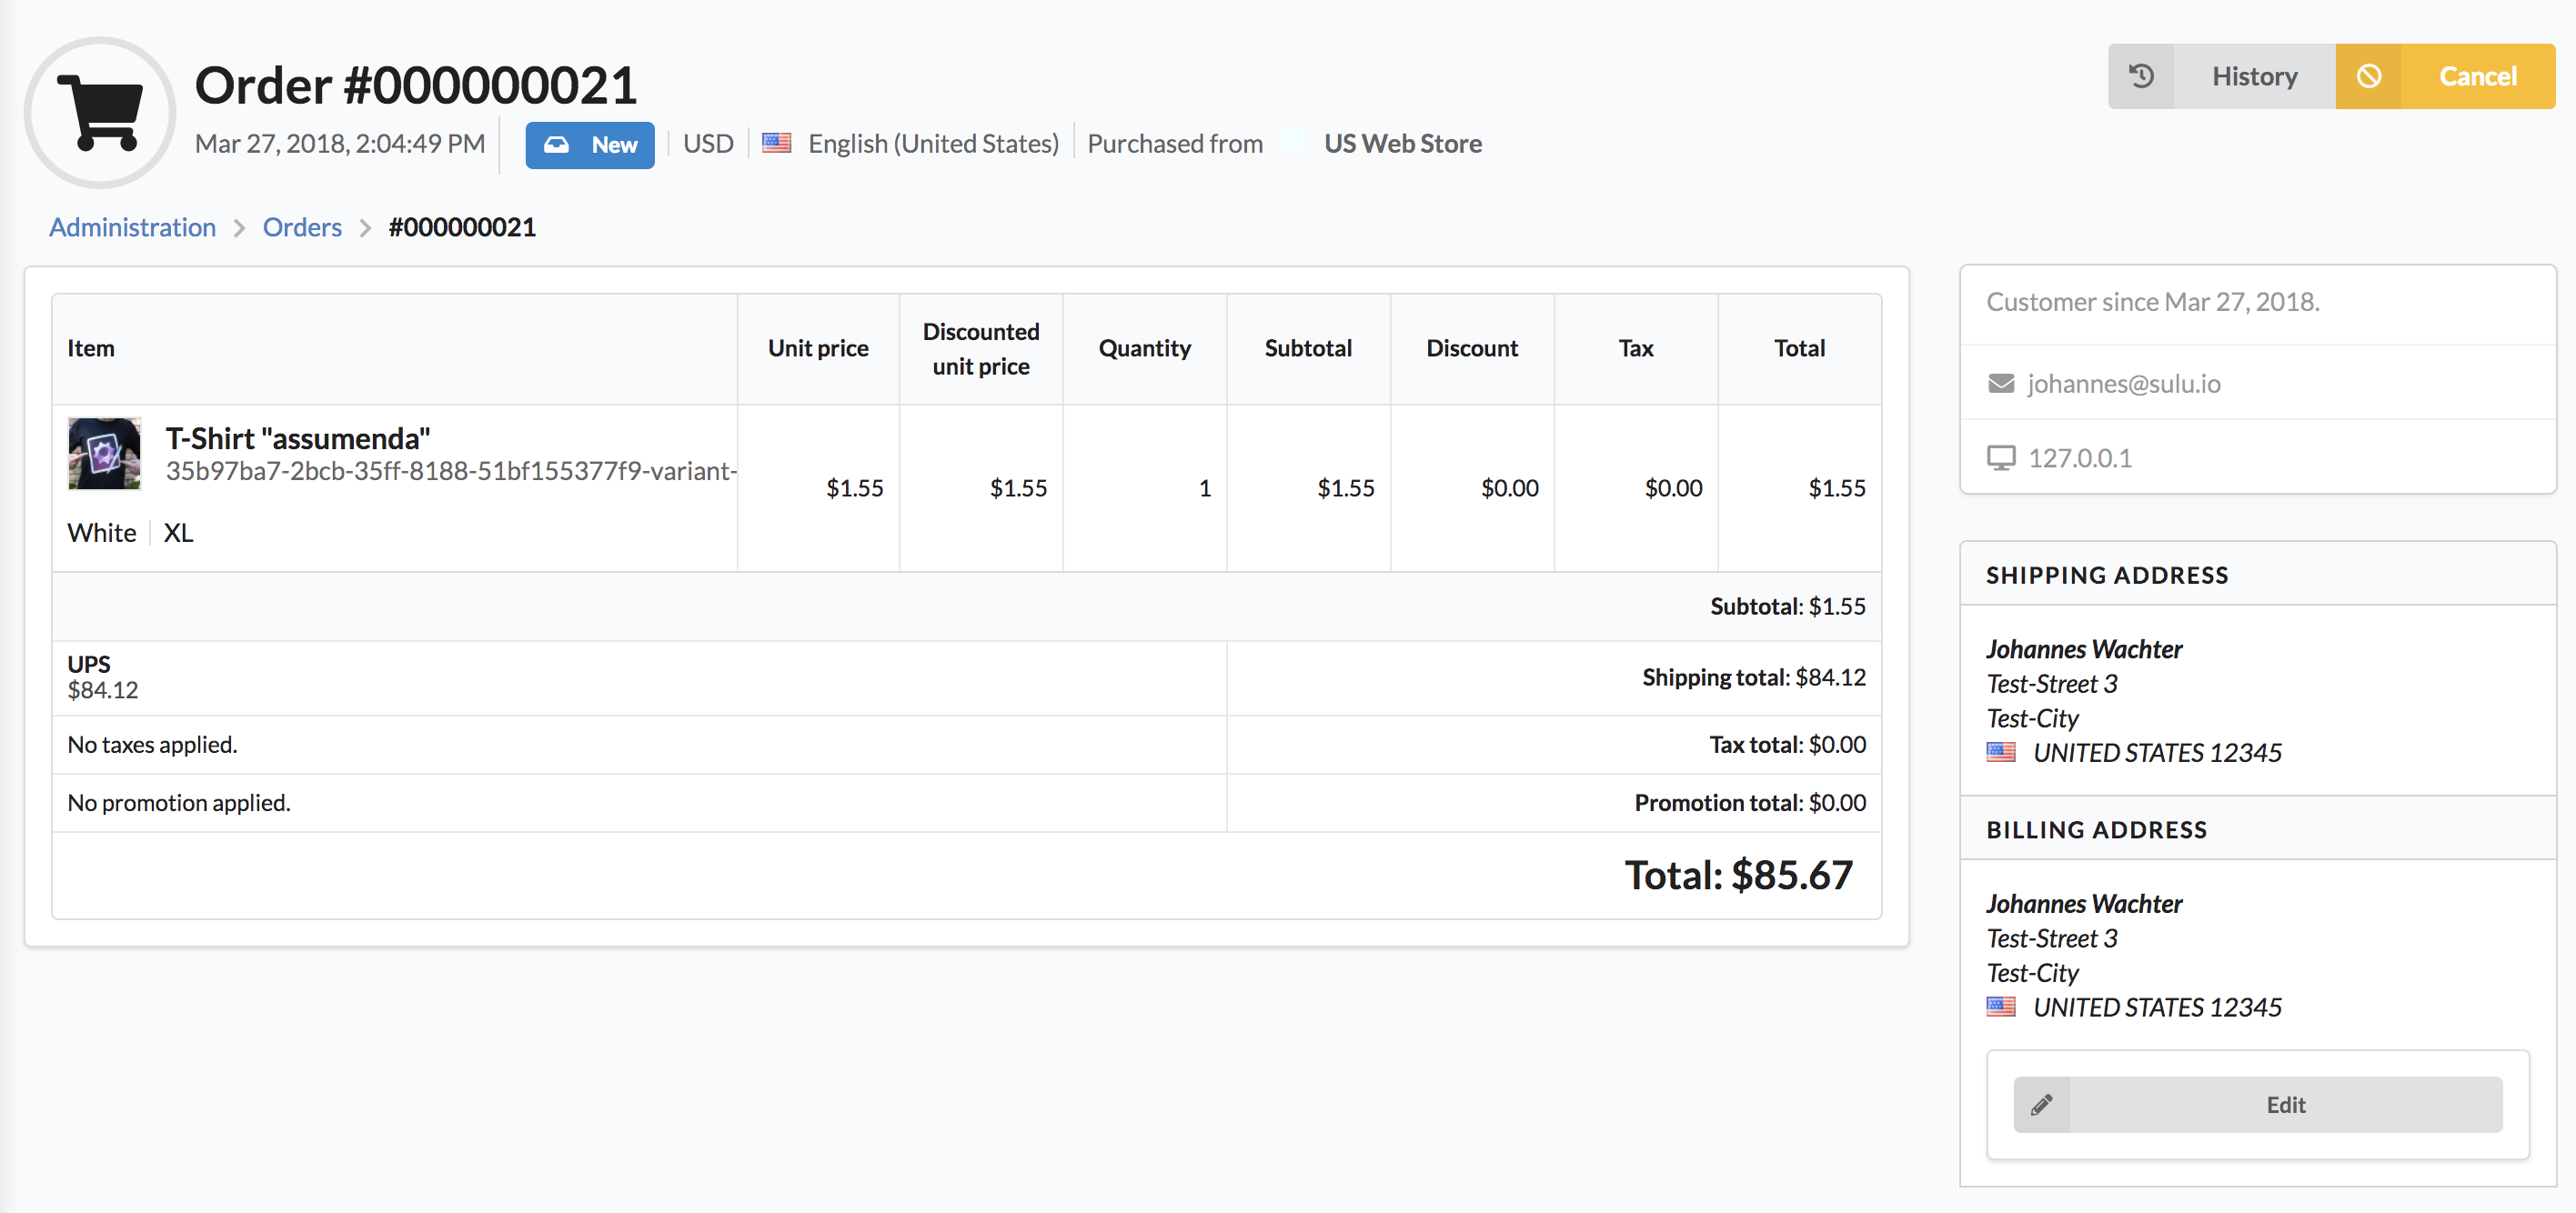 Order #000000021
Mar 27, 2018, 2:04:49 PM New USD English (United States) Purchased from US Web Store
History Cancel
Administration Orders #000000021
Item Unit price Discounted unit price Quantity Subtotal Discount Tax Total
T-Shirt "assumenda"
35b97ba7-2bcb-35ff-8188-51bf155377f9-variant-
White XL
$1.55 $1.55 1 $1.55 $0.00 $0.00 $1.55
Subtotal: $1.55
UPS
$84.12
Shipping total: $84.12
No taxes applied. Tax total: $0.00
No promotion applied. Promotion total: $0.00
Total: $85.67
Customer since Mar 27, 2018.
johannes@sulu.io
127.0.0.1
SHIPPING ADDRESS
Johannes Wachter
Test-Street 3
Test-City
UNITED STATES 12345
BILLING ADDRESS
Johannes Wachter
Test-Street 3
Test-City
UNITED STATES 12345
Edit